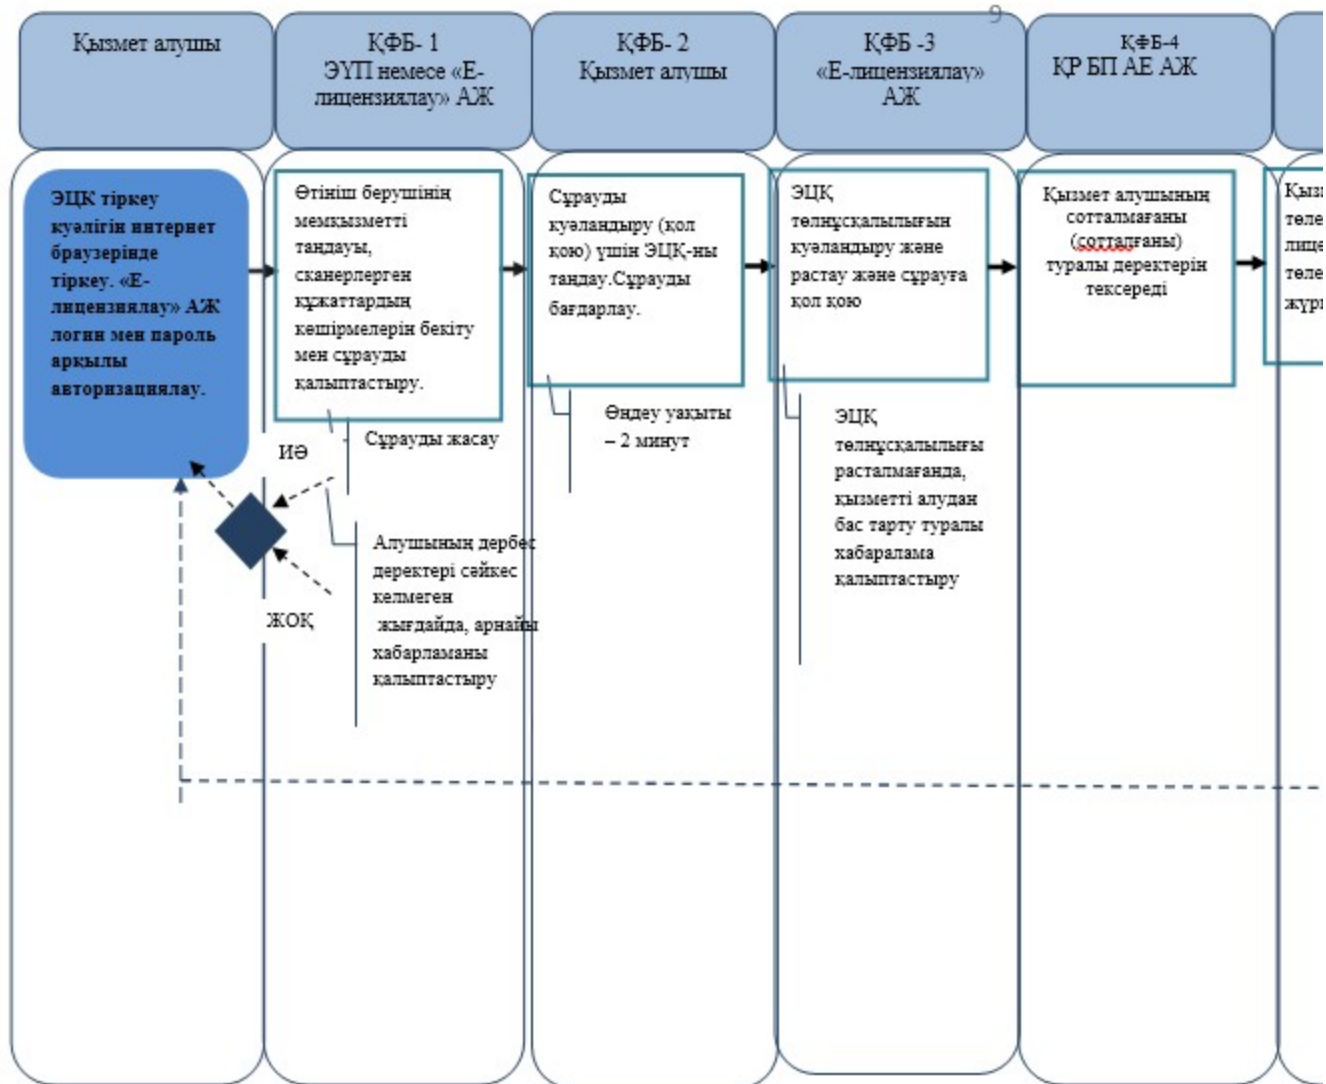 9
Қызмет алушы
ҚФБ- 1
ЭҮП немесе «Е-
лицензиялау» АЖ
ҚФБ- 2
Қызмет алушы
ҚФБ -3
«Е-лицензиялау»
АЖ
ҚФБ-4
ҚР БП АЕ АЖ
ЭЦК тіркеу
куәлігін интернет
браузерінде
тіркеу. «Е-
лицензиялау» АЖ
логин мен пароль
арқылы
авторизациялау.
Өтініш берушінің
мемқызметті
таңдауы,
сканерлерген
құжаттардың
көшірмелерін бекіту
мен сұрауды
қалыптастыру.
Сұрауды
куәландыру (қол
қою) үшін ЭЦҚ-ны
таңдау.Сұрауды
бағдарлау.
ЭЦҚ
төлнұсқалылығын
куәландыру және
растау және сұрауға
қол қою
Қызмет алушының
сотталмағаны
(сотталғаны)
туралы деректерін
тексереді
ИӘ
Сұрауды жасау
Өңдеу уақыты
– 2 минут
ЭЦҚ
төлнұсқалылығы
расталмағанда,
қызметті алудан
бас тарту туралы
хабаралама
қалыптастыру
Алушының дербес
деректері сәйкес
келмеген
жығдайда, арнайы
хабарламаны
қалыптастыру
ЖОҚ